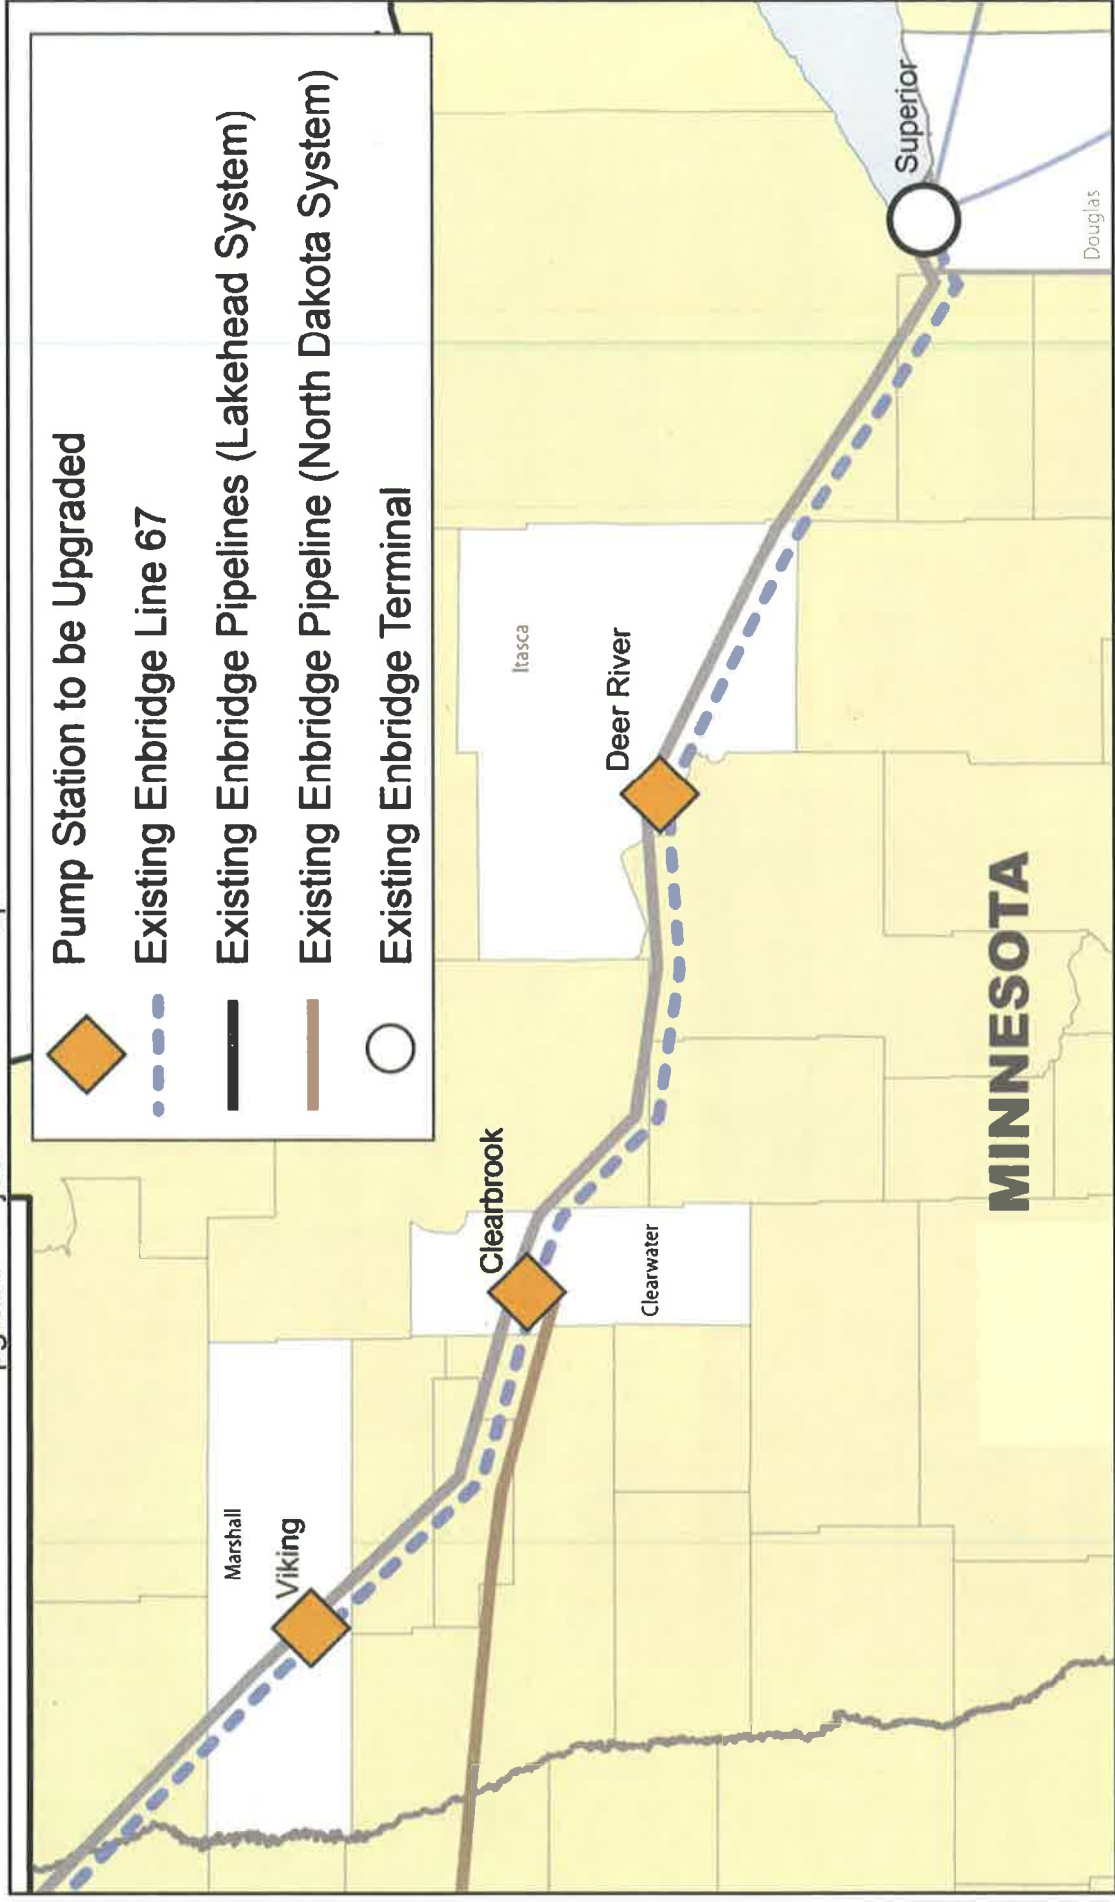 Pump Station to be Upgraded
Existing Enbridge Line 67
Existing Enbridge Pipelines (Lakehead System)
Existing Enbridge Pipeline (North Dakota System)
Existing Enbridge Terminal
Marshall
Viking
Clearbrook
Clearwater
Itasca
Deer River
Superior
Douglas
MINNESOTA